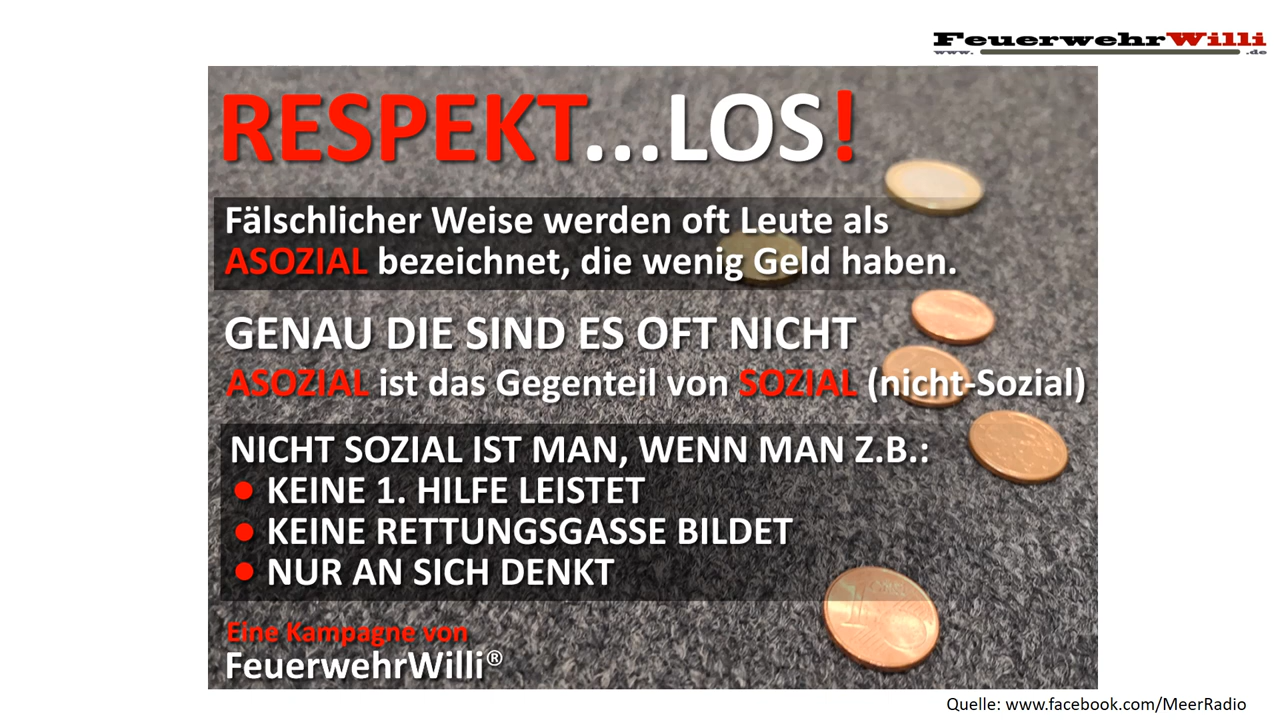 FeuerwehrWilli
www. .de
RESPEKT...LOS!
Fälschlicher Weise werden oft Leute als
ASOZIAL bezeichnet, die wenig Geld haben.
GENAU DIE SIND ES OFT NICHT
ASOZIAL ist das Gegenteil von SOZIAL (nicht-Sozial)
NICHT SOZIAL IST MAN, WENN MAN Z.B.:
● KEINE 1. HILFE LEISTET
● KEINE RETTUNGSGASSE BILDET
● NUR AN SICH DENKT
Eine Kampagne von
FeuerwehrWilli®
Quelle: www.facebook.com/MeerRadio